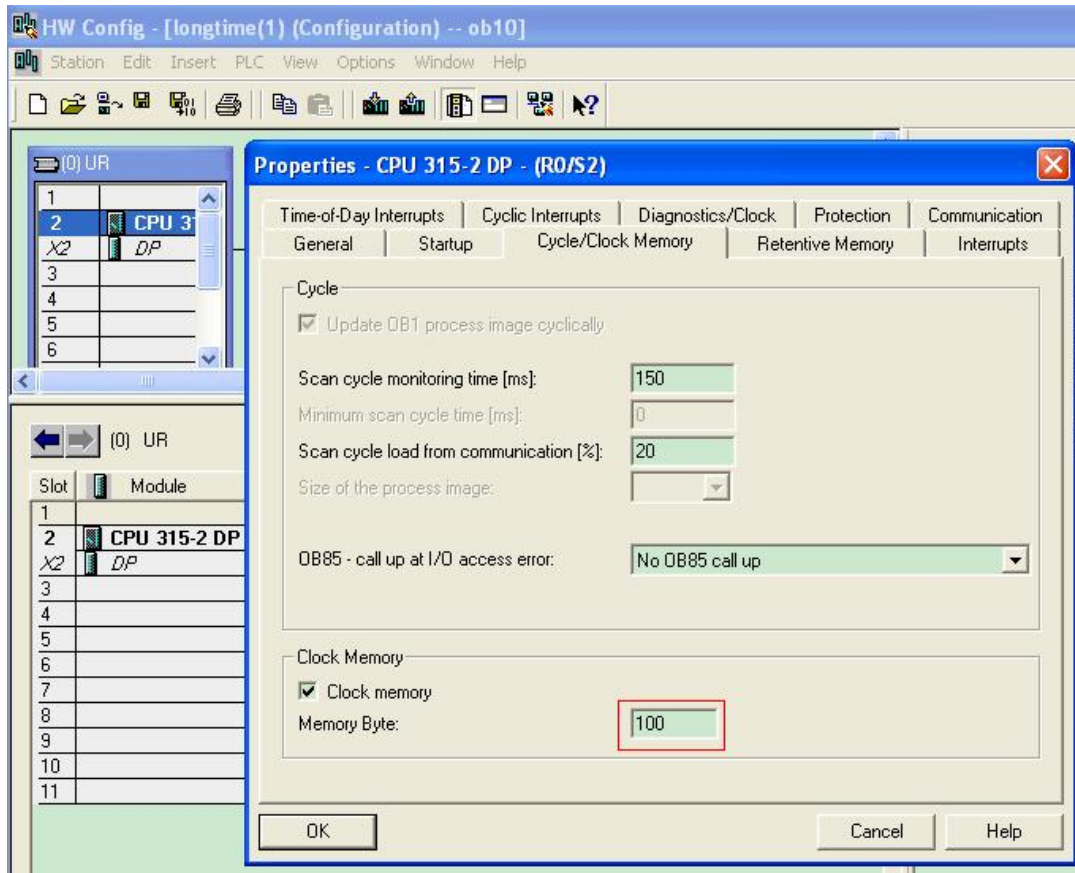 HW Config - [longtime(1) (Configuration) -- ob10]
Station Edit Insert PLC View Options Window Help
(0) UR
1
2 CPU 3
X2 DP
3
4
5
6
Properties - CPU 315-2 DP - (R0/S2)
Time-of-Day Interrupts Cyclic Interrupts Diagnostics/Clock Protection Communication
General Startup Cycle/Clock Memory Retentive Memory Interrupts
Cycle
Update OB1 process image cyclically
Scan cycle monitoring time [ms]: 150
Minimum scan cycle time [ms]: 0
Scan cycle load from communication [%]: 20
Size of the process image:
OB85 - call up at I/O access error: No OB85 call up
Clock Memory
Clock memory
Memory Byte: 100
OK Cancel Help
(0) UR
Slot Module
1
2 CPU 315-2 DP
X2 DP
3
4
5
6
7
8
9
10
11